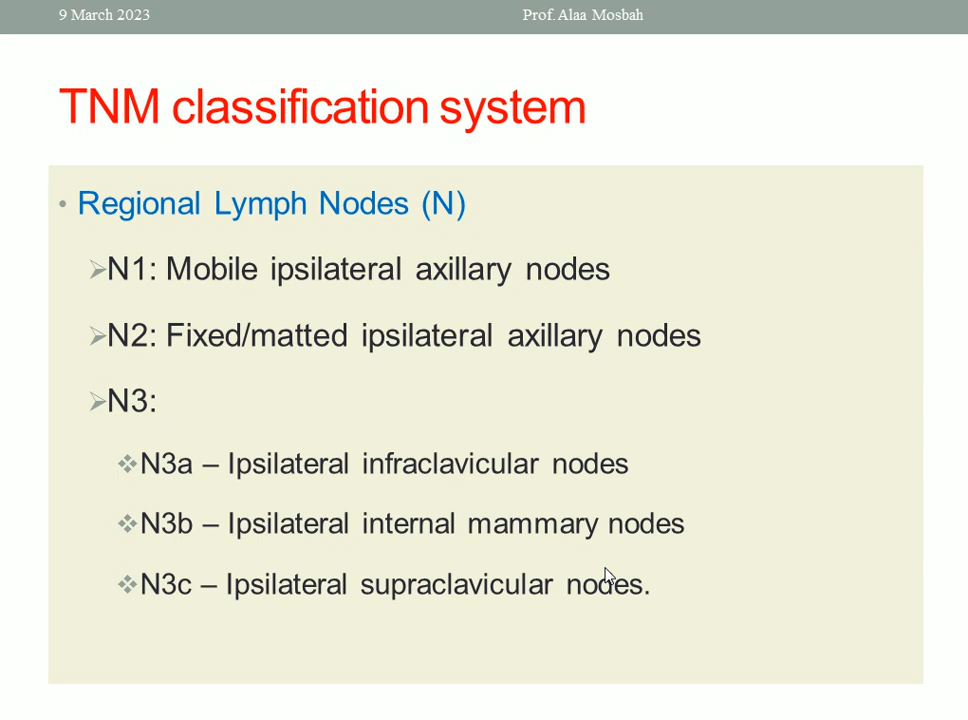 9 March 2023
Prof. Alaa Mosbah
TNM classification system
• Regional Lymph Nodes (N)
➢N1: Mobile ipsilateral axillary nodes
➢N2: Fixed/matted ipsilateral axillary nodes
➢N3:
❖N3a – Ipsilateral infraclavicular nodes
❖N3b – Ipsilateral internal mammary nodes
❖N3c – Ipsilateral supraclavicular nodes.